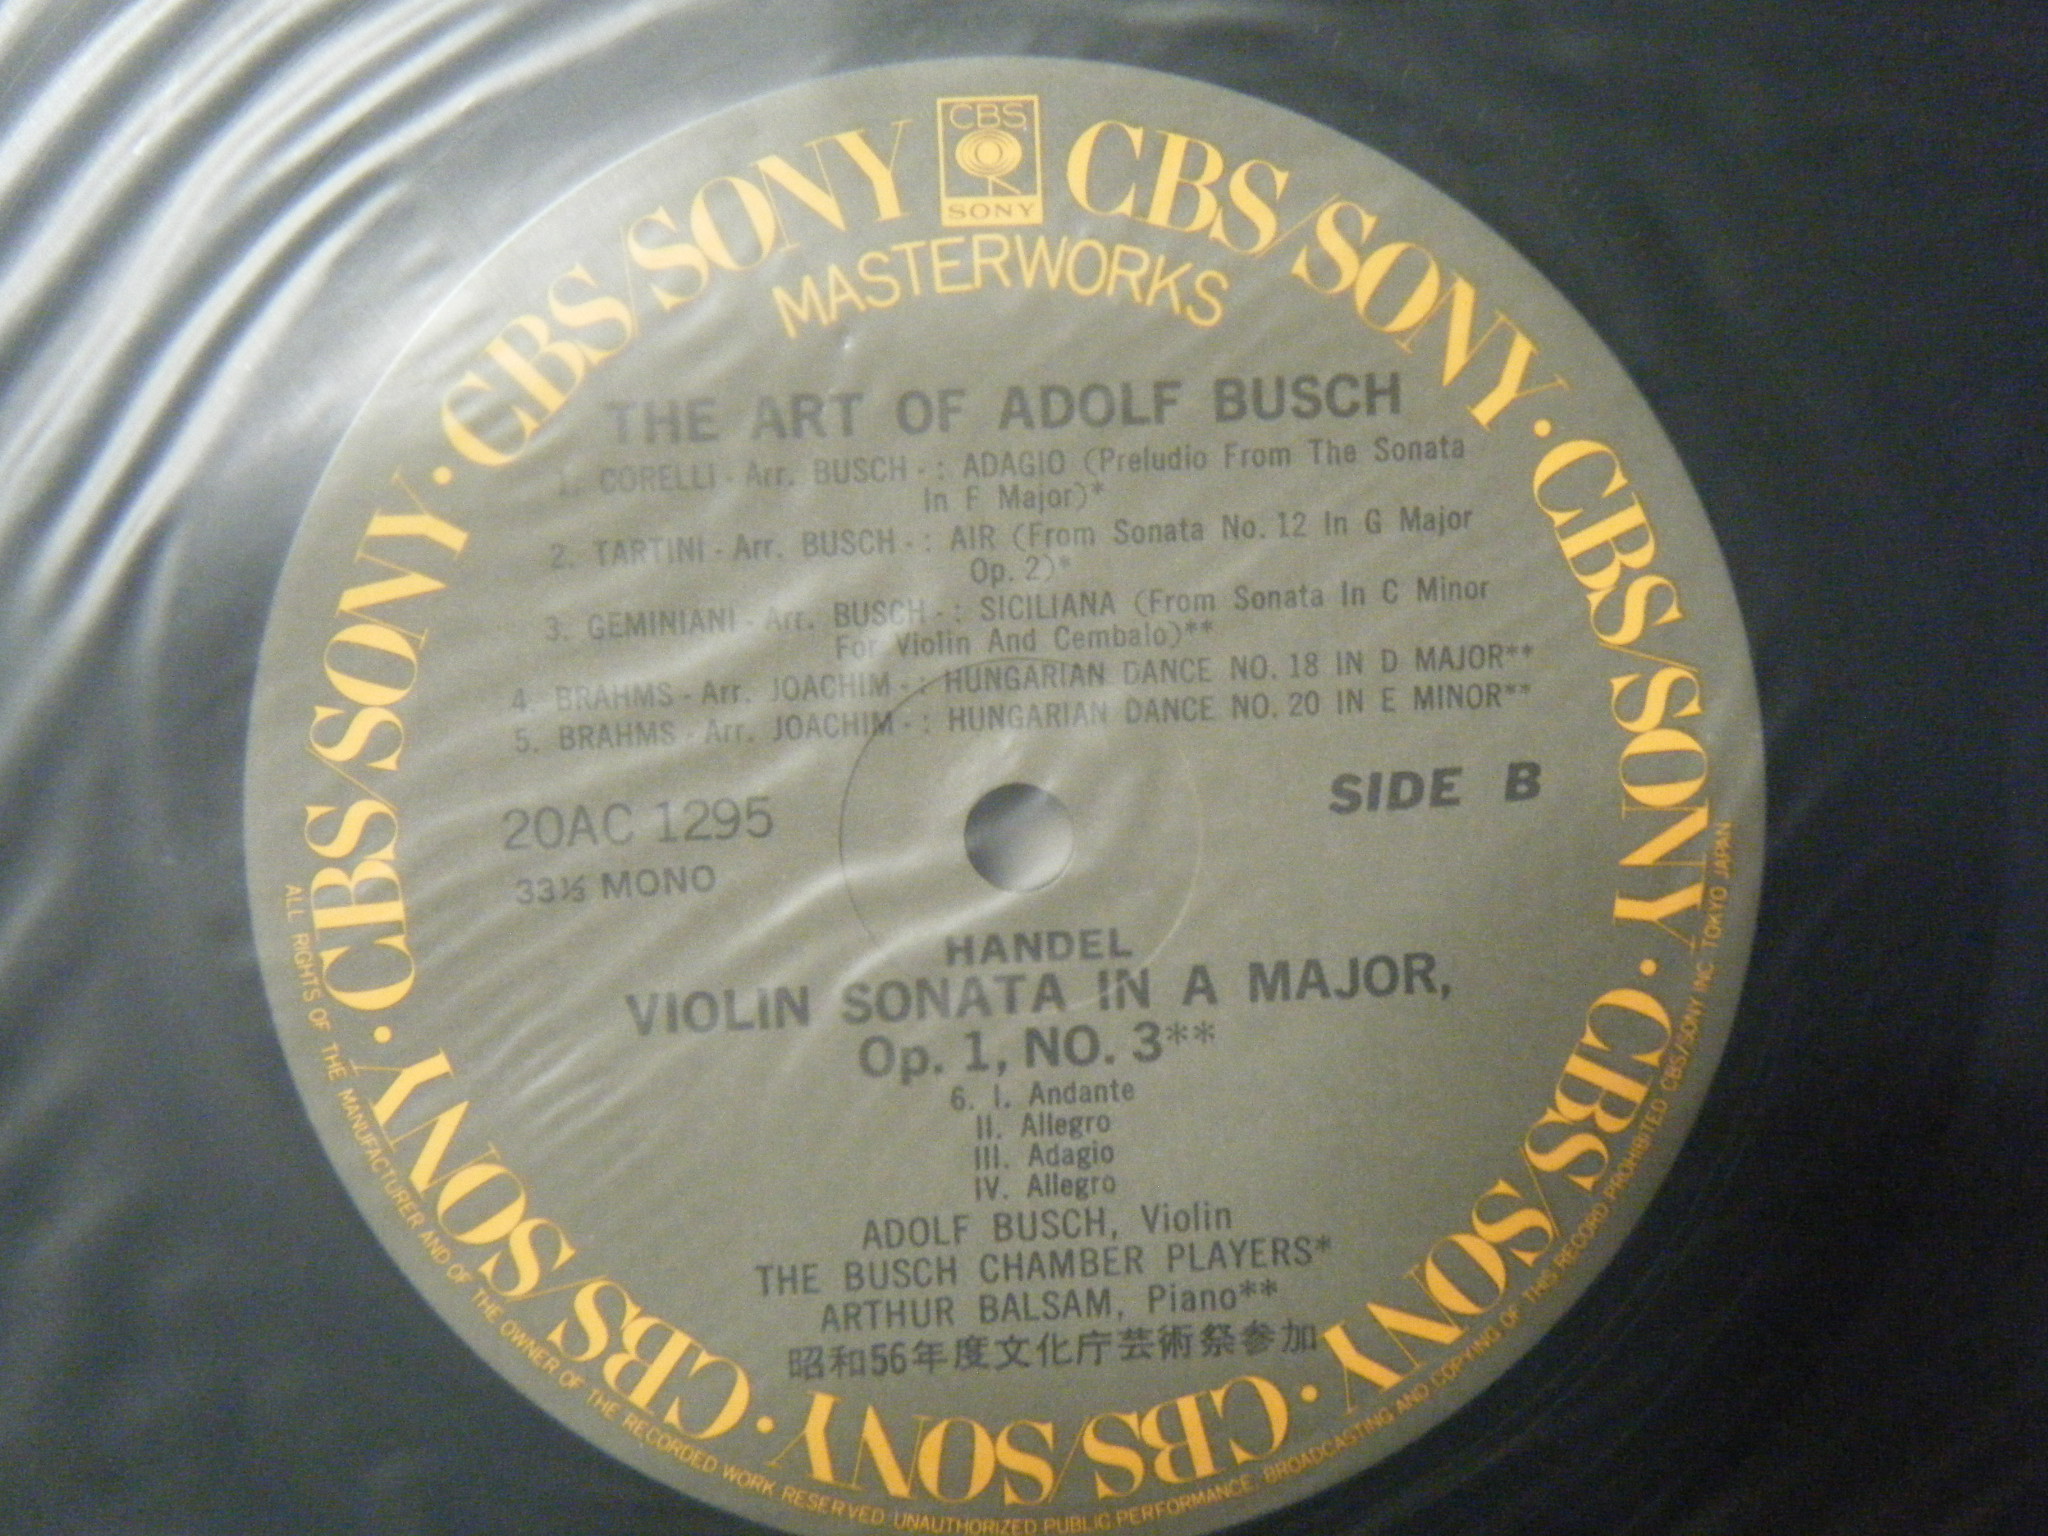 CBS
SONY
CBS/SONY · CBS/SONY · CBS/SONY · CBS/SONY · CBS/SONY · CBS/SONY · CBS/SONY · CBS/SONY
MASTERWORKS
THE ART OF ADOLF BUSCH
1. CORELLI - Arr. BUSCH - : ADAGIO (Preludio From The Sonata
In F Major)*
2. TARTINI - Arr. BUSCH - : AIR (From Sonata No. 12 In G Major
Op. 2)*
3. GEMINIANI - Arr. BUSCH - : SICILIANA (From Sonata In C Minor
For Violin And Cembalo)**
4. BRAHMS - Arr. JOACHIM - : HUNGARIAN DANCE NO. 18 IN D MAJOR**
5. BRAHMS - Arr. JOACHIM - : HUNGARIAN DANCE NO. 20 IN E MINOR**
20AC 1295
33⅓ MONO
SIDE B
HANDEL
VIOLIN SONATA IN A MAJOR,
Op. 1, NO. 3**
6. I. Andante
II. Allegro
III. Adagio
IV. Allegro
ADOLF BUSCH, Violin
THE BUSCH CHAMBER PLAYERS*
ARTHUR BALSAM, Piano**
昭和56年度文化庁芸術祭参加
ALL RIGHTS OF THE MANUFACTURER AND OF THE OWNER OF THE RECORDED WORK RESERVED UNAUTHORIZED PUBLIC PERFORMANCE, BROADCASTING AND COPYING OF THIS RECORD PROHIBITED CBS/SONY INC. TOKYO JAPAN